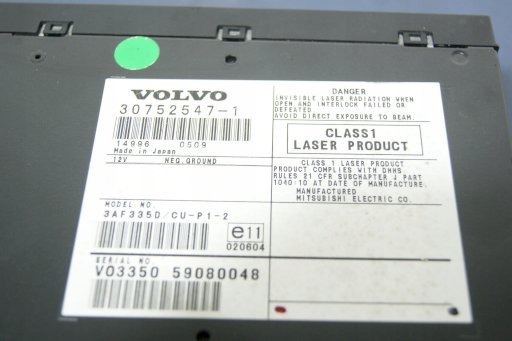 VOLVO
30752547-1
14996 0509
Made in Japan
12V NEG.GROUND
MODEL NO.
3AF335D/CU-P1-2
e11
020604
SERIAL NO.
VO3350 59080048
DANGER
INVISIBLE LASER RADIATION WHEN
OPEN AND INTERLOCK FAILED OR
DEFEATED.
AVOID DIRECT EXPOSURE TO BEAM.
CLASS1
LASER PRODUCT
CLASS 1 LASER PRODUCT
PRODUCT COMPLIES WITH DHHS
RULES 21 CFR SUBCHAPTER J PART
1040:10 AT DATE OF MANUFACTURE.
MANUFACTURED
MITSUBISHI ELECTRIC CO.